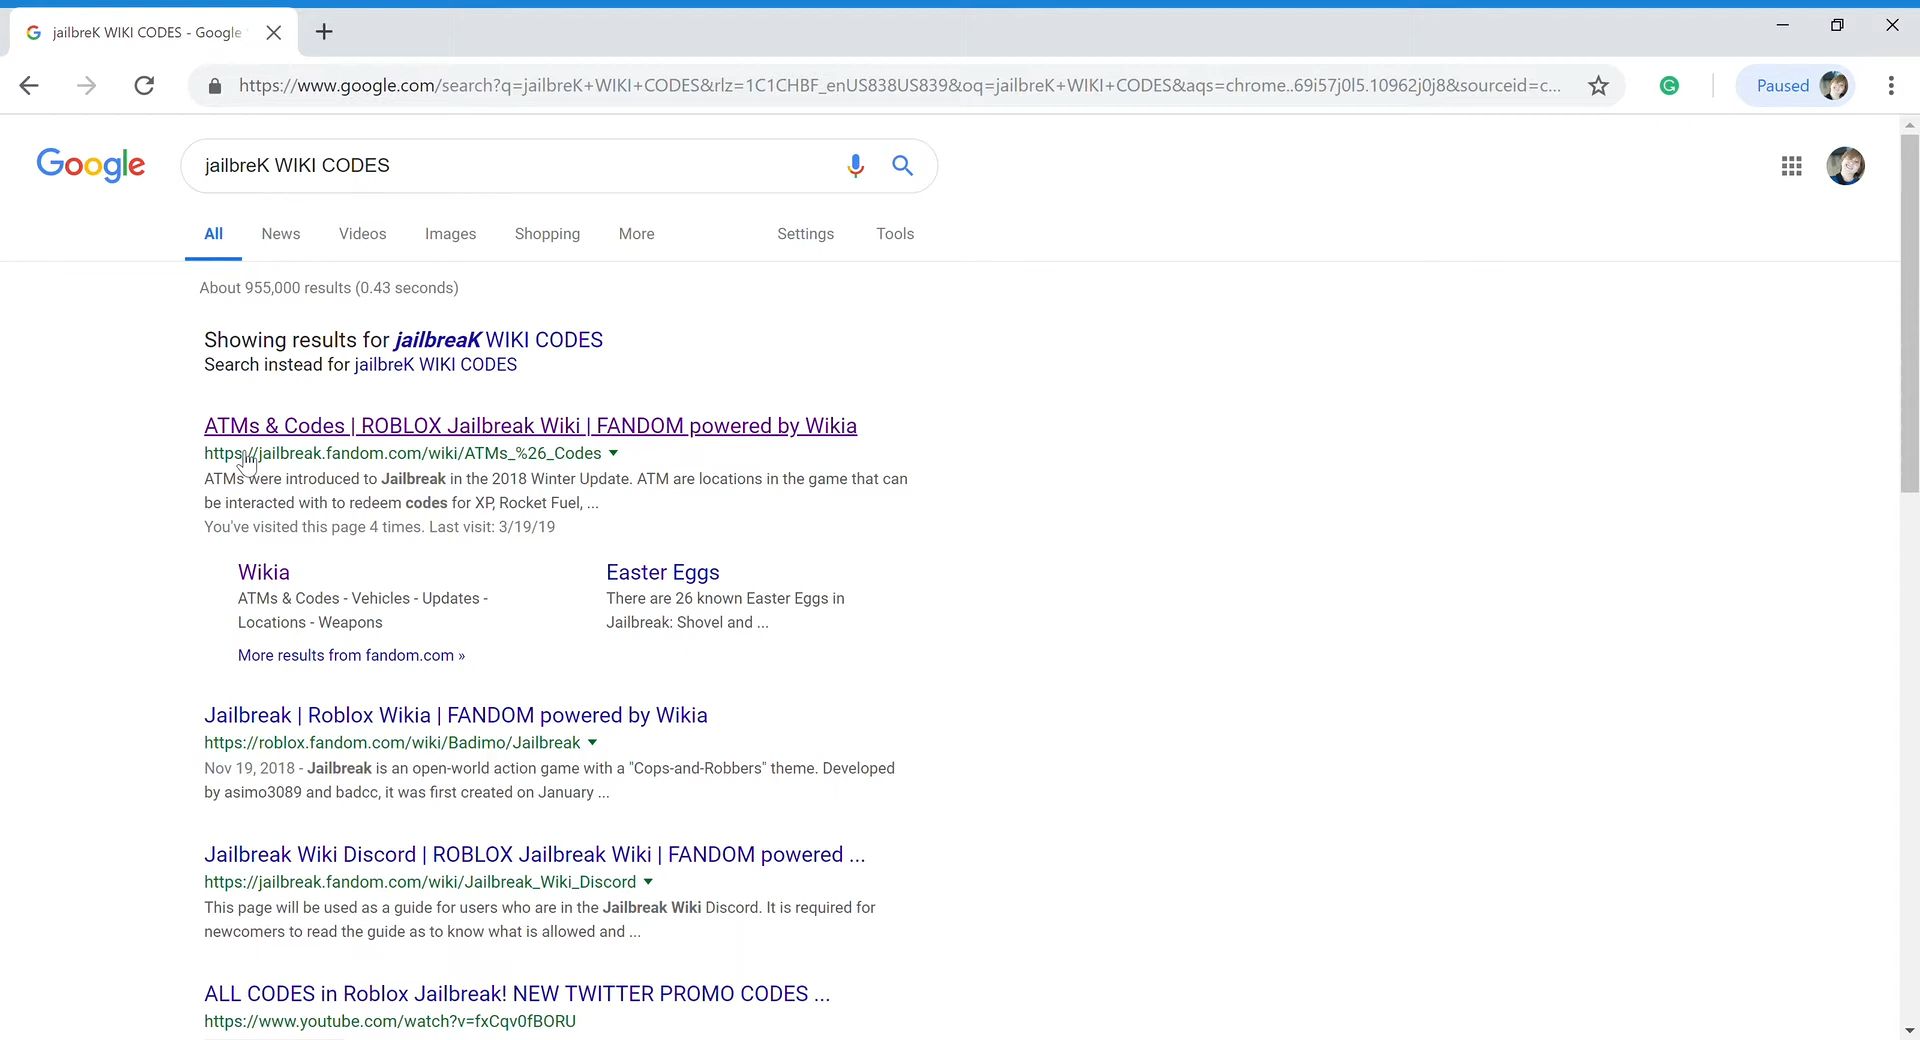 jailbreK WIKI CODES - Google
https://www.google.com/search?q=jailbreK+WIKI+CODES&rlz=1C1CHBF_enUS838US839&oq=jailbreK+WIKI+CODES&aqs=chrome..69i57j0l5.10962j0j8&sourceid=c...
Paused
Google
jailbreK WIKI CODES
All News Videos Images Shopping More Settings Tools
About 955,000 results (0.43 seconds)
Showing results for jailbreaK WIKI CODES
Search instead for jailbreK WIKI CODES
ATMs & Codes | ROBLOX Jailbreak Wiki | FANDOM powered by Wikia
https://jailbreak.fandom.com/wiki/ATMs_%26_Codes
ATMs were introduced to Jailbreak in the 2018 Winter Update. ATM are locations in the game that can
be interacted with to redeem codes for XP, Rocket Fuel, ...
You've visited this page 4 times. Last visit: 3/19/19
Wikia
ATMs & Codes - Vehicles - Updates -
Locations - Weapons
Easter Eggs
There are 26 known Easter Eggs in
Jailbreak: Shovel and ...
More results from fandom.com »
Jailbreak | Roblox Wikia | FANDOM powered by Wikia
https://roblox.fandom.com/wiki/Badimo/Jailbreak
Nov 19, 2018 - Jailbreak is an open-world action game with a "Cops-and-Robbers" theme. Developed
by asimo3089 and badcc, it was first created on January ...
Jailbreak Wiki Discord | ROBLOX Jailbreak Wiki | FANDOM powered ...
https://jailbreak.fandom.com/wiki/Jailbreak_Wiki_Discord
This page will be used as a guide for users who are in the Jailbreak Wiki Discord. It is required for
newcomers to read the guide as to know what is allowed and ...
ALL CODES in Roblox Jailbreak! NEW TWITTER PROMO CODES ...
https://www.youtube.com/watch?v=fxCqv0fBORU